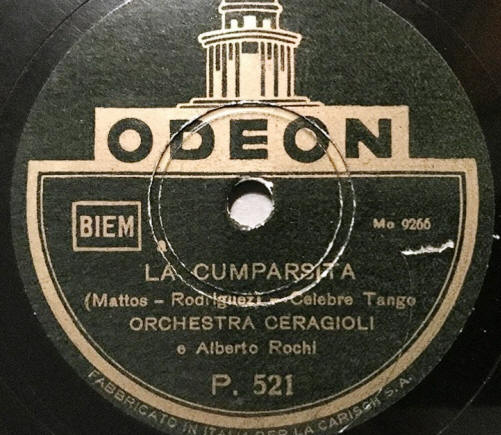 ODEON
BIEM
Mo 9266
LA CUMPARSITA
(Mattos - Rodriguez) - Celebre Tango
ORCHESTRA CERAGIOLI
e Alberto Rochi
P. 521
FABBRICATO IN ITALIA PER LA CARISCH S.A.